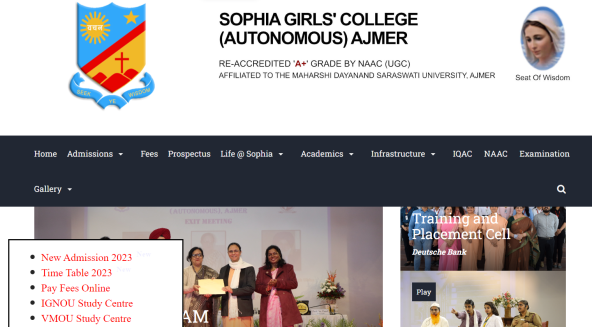 SOPHIA GIRLS' COLLEGE
(AUTONOMOUS) AJMER
RE-ACCREDITED 'A+' GRADE BY NAAC (UGC)
AFFILIATED TO THE MAHARSHI DAYANAND SARASWATI UNIVERSITY, AJMER
SEEK YE WISDOM
Seat Of Wisdom
Home Admissions Fees Prospectus Life @ Sophia Academics Infrastructure IQAC NAAC Examination
Gallery
(AUTONOMOUS), AJMER
EXIT MEETING
AM
New Admission 2023
Time Table 2023
Pay Fees Online
IGNOU Study Centre
VMOU Study Centre
Training and
Placement Cell
Deutsche Bank
Play